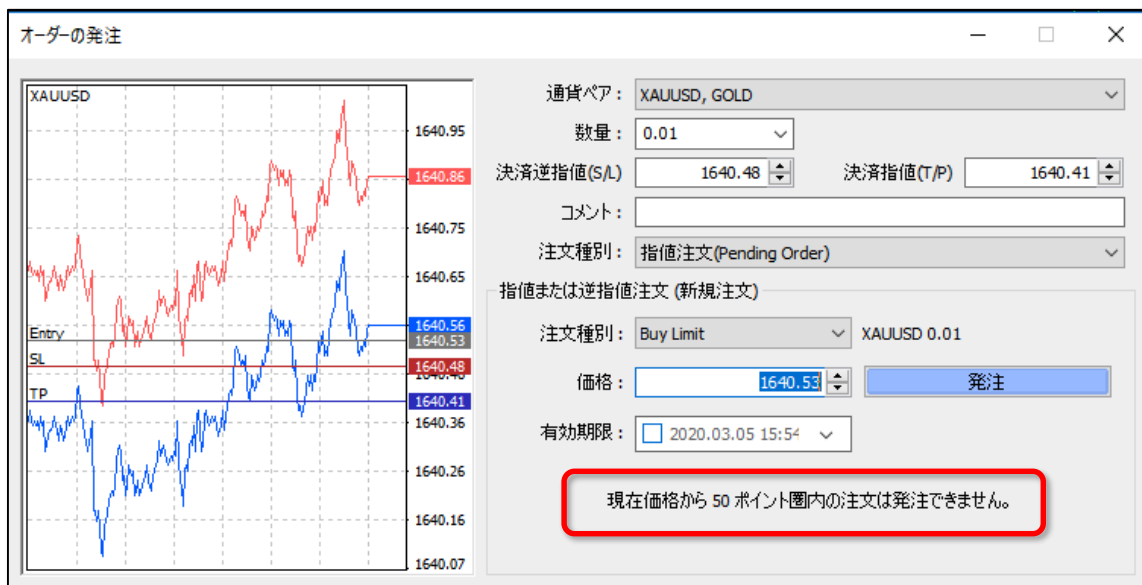 オーダーの発注
XAUUSD
1640.95
1640.86
1640.75
1640.65
1640.56
Entry
1640.53
SL
1640.48
TP
1640.41
1640.36
1640.26
1640.16
1640.07
通貨ペア: XAUUSD, GOLD
数量: 0.01
決済逆指値(S/L) 1640.48 決済指値(T/P) 1640.41
コメント:
注文種別: 指値注文(Pending Order)
指値または逆指値注文 (新規注文)
注文種別: Buy Limit XAUUSD 0.01
価格: 1640.53 発注
有効期限: 2020.03.05 15:54
現在価格から 50 ポイント圏内の注文は発注できません。